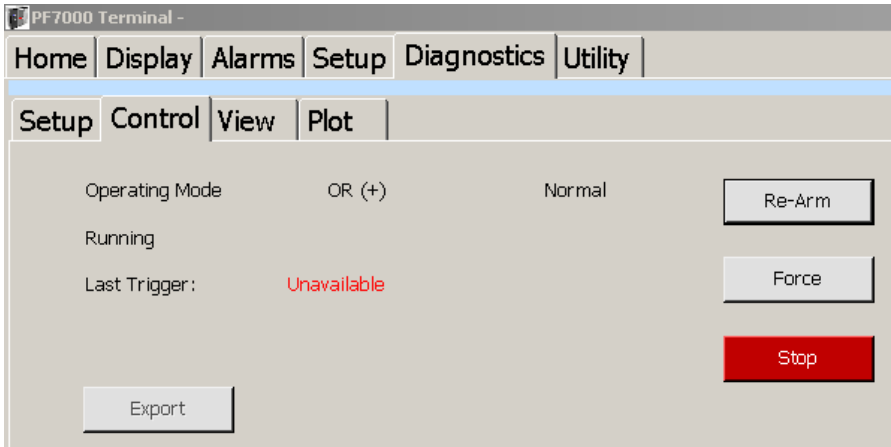 PF7000 Terminal -
Home Display Alarms Setup Diagnostics Utility
Setup Control View Plot
Operating Mode OR (+) Normal Re-Arm
Running
Last Trigger: Unavailable Force
Stop
Export